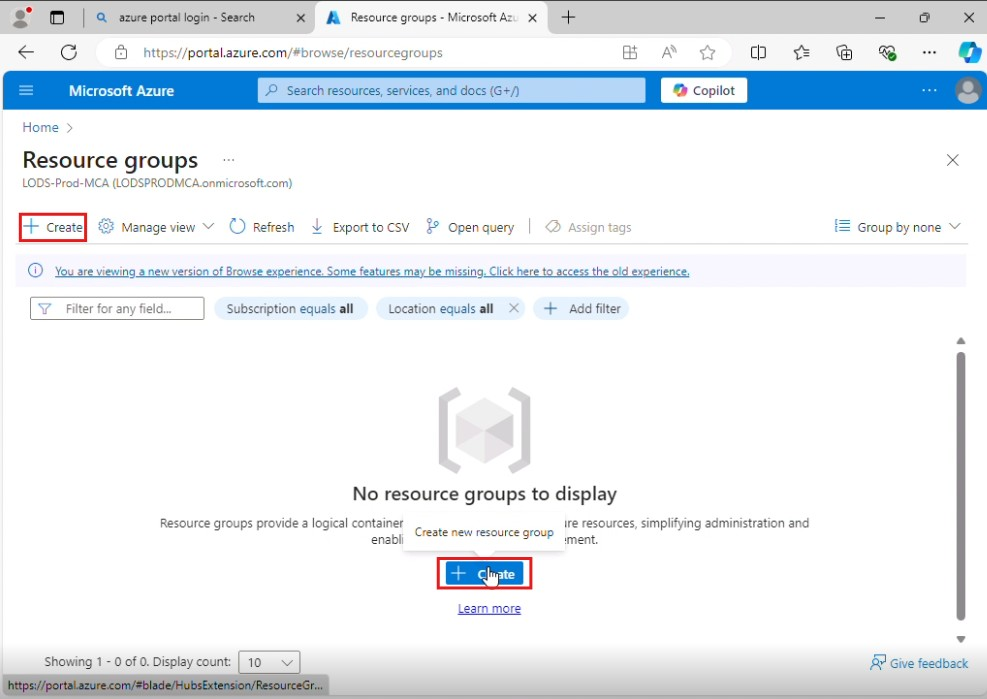 azure portal login - Search
Resource groups - Microsoft Azu
https://portal.azure.com/#browse/resourcegroups
Microsoft Azure
Search resources, services, and docs (G+/)
Copilot
Home
Resource groups
LODS-Prod-MCA (LODSPRODMCA.onmicrosoft.com)
Create
Manage view
Refresh
Export to CSV
Open query
Assign tags
Group by none
You are viewing a new version of Browse experience. Some features may be missing. Click here to access the old experience.
Filter for any field...
Subscription equals all
Location equals all
Add filter
No resource groups to display
Resource groups provide a logical container ure resources, simplifying administration and
Create new resource group
enabli ement.
Create
Learn more
Showing 1 - 0 of 0. Display count: 10
Give feedback
https://portal.azure.com/#blade/HubsExtension/ResourceGr...